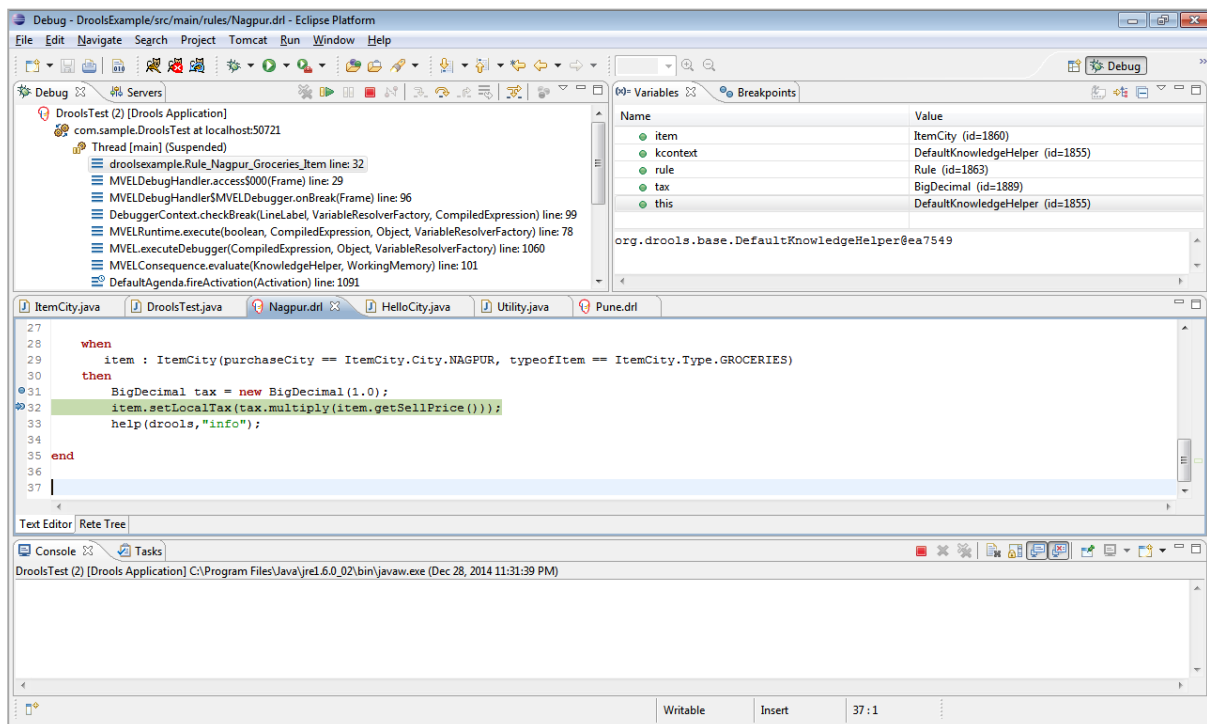 Debug - DroolsExample/src/main/rules/Nagpur.drl - Eclipse Platform
File Edit Navigate Search Project Tomcat Run Window Help
Debug
Debug Servers
DroolsTest (2) [Drools Application]
com.sample.DroolsTest at localhost:50721
Thread [main] (Suspended)
droolsexample.Rule_Nagpur_Groceries_Item line: 32
MVELDebugHandler.access$000(Frame) line: 29
MVELDebugHandler$MVELDebugger.onBreak(Frame) line: 96
DebuggerContext.checkBreak(LineLabel, VariableResolverFactory, CompiledExpression) line: 99
MVELRuntime.execute(boolean, CompiledExpression, Object, VariableResolverFactory) line: 78
MVEL.executeDebugger(CompiledExpression, Object, VariableResolverFactory) line: 1060
MVELConsequence.evaluate(KnowledgeHelper, WorkingMemory) line: 101
DefaultAgenda.fireActivation(Activation) line: 1091
(x)= Variables Breakpoints
Name Value
item ItemCity (id=1860)
kcontext DefaultKnowledgeHelper (id=1855)
rule Rule (id=1863)
tax BigDecimal (id=1889)
this DefaultKnowledgeHelper (id=1855)
org.drools.base.DefaultKnowledgeHelper@ea7549
ItemCity.java DroolsTest.java Nagpur.drl HelloCity.java Utility.java Pune.drl
27
28 when
29 item : ItemCity(purchaseCity == ItemCity.City.NAGPUR, typeofItem == ItemCity.Type.GROCERIES)
30 then
31 BigDecimal tax = new BigDecimal(1.0);
32 item.setLocalTax(tax.multiply(item.getSellPrice()));
33 help(drools,"info");
34
35 end
36
37
Text Editor Rete Tree
Console Tasks
DroolsTest (2) [Drools Application] C:\Program Files\Java\jre1.6.0_02\bin\javaw.exe (Dec 28, 2014 11:31:39 PM)
Writable Insert 37 : 1